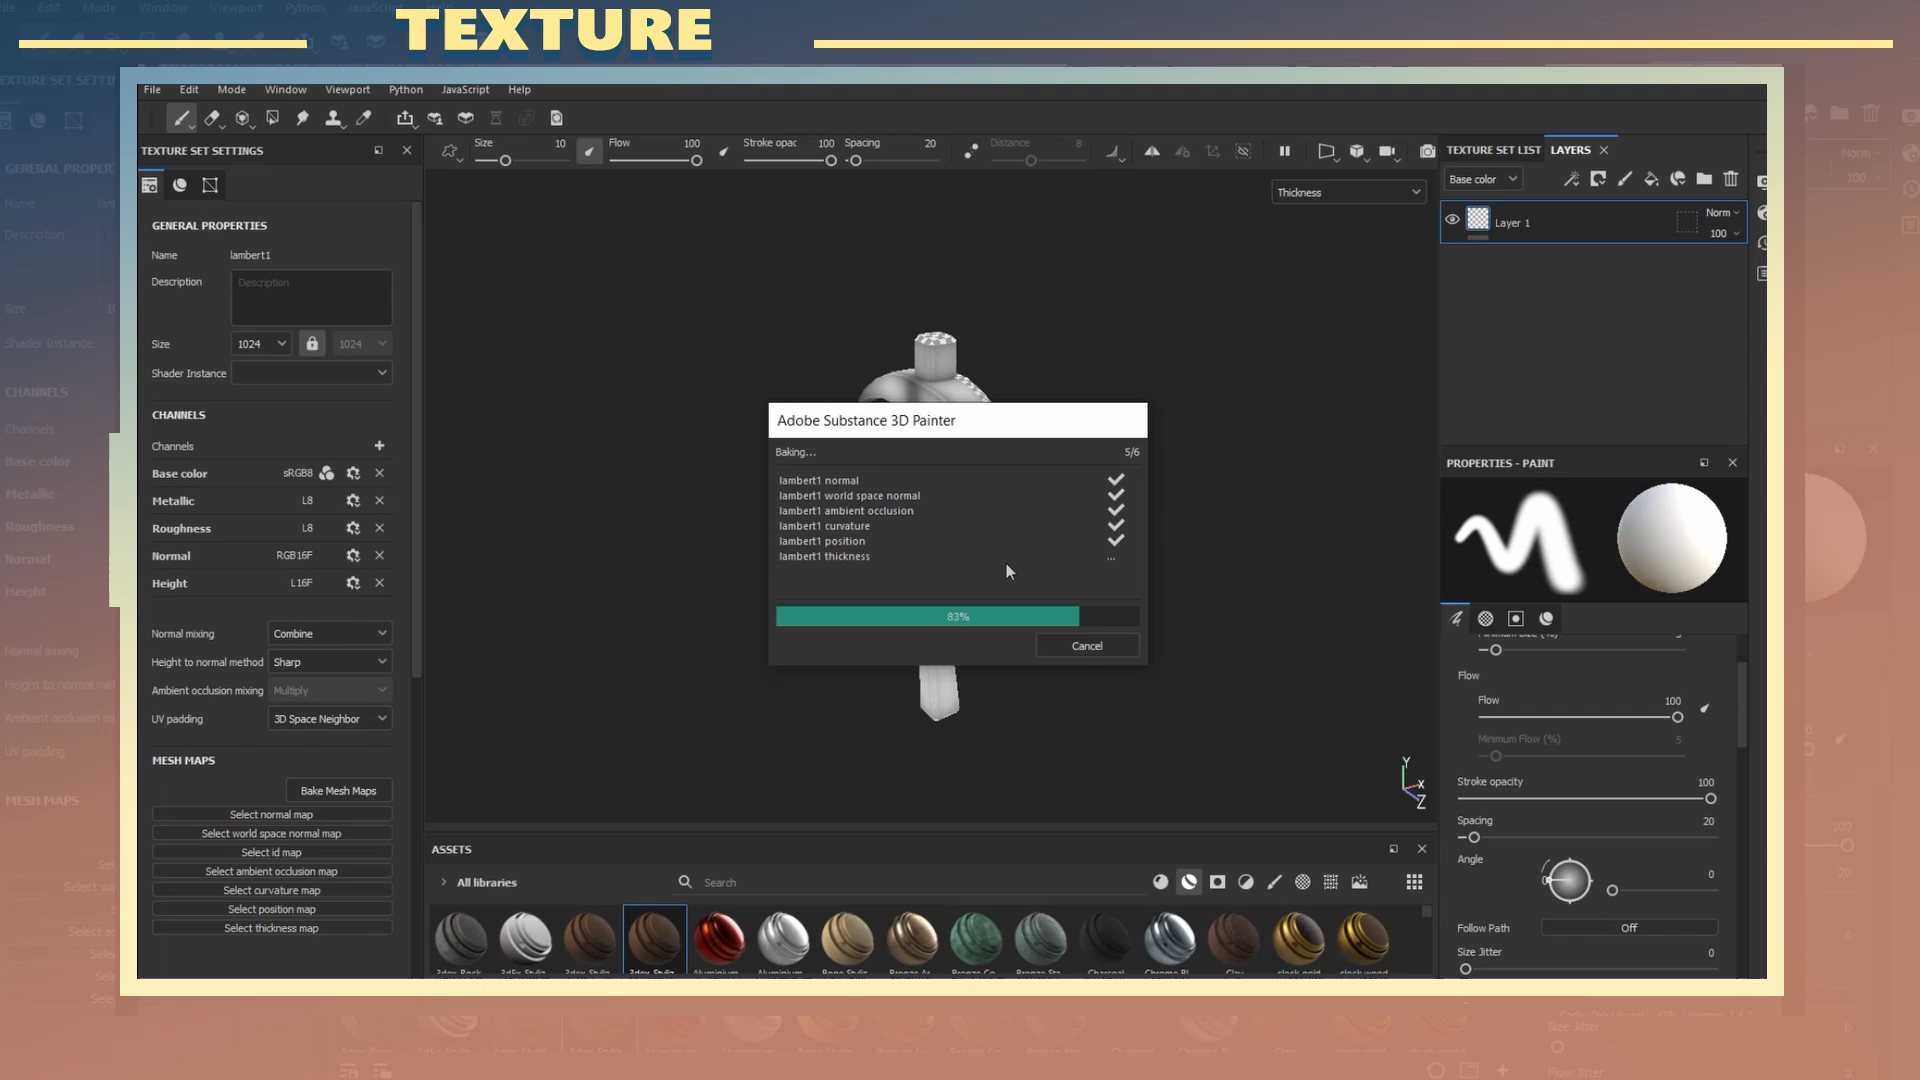 TEXTURE
File Edit Mode Window Viewport Python JavaScript Help
Size 10 Flow 100 Stroke opac 100 Spacing 20 Distance 8
TEXTURE SET SETTINGS
GENERAL PROPERTIES
Name lambert1
Description Description
Size 1024 1024
Shader Instance
CHANNELS
Channels
Base color sRGB8
Metallic L8
Roughness L8
Normal RGB16F
Height L16F
Normal mixing Combine
Height to normal method Sharp
Ambient occlusion mixing Multiply
UV padding 3D Space Neighbor
MESH MAPS
Bake Mesh Maps
Select normal map
Select world space normal map
Select id map
Select ambient occlusion map
Select curvature map
Select position map
Select thickness map
Thickness
Adobe Substance 3D Painter
Baking... 5/6
lambert1 normal
lambert1 world space normal
lambert1 ambient occlusion
lambert1 curvature
lambert1 position
lambert1 thickness ...
83%
Cancel
Y
X
Z
ASSETS
All libraries Search
TEXTURE SET LIST LAYERS
Base color
Layer 1 Norm
100
PROPERTIES - PAINT
Flow
Flow 100
Minimum Flow (%) 5
Stroke opacity 100
Spacing 20
Angle 0
Follow Path Off
Size Jitter 0